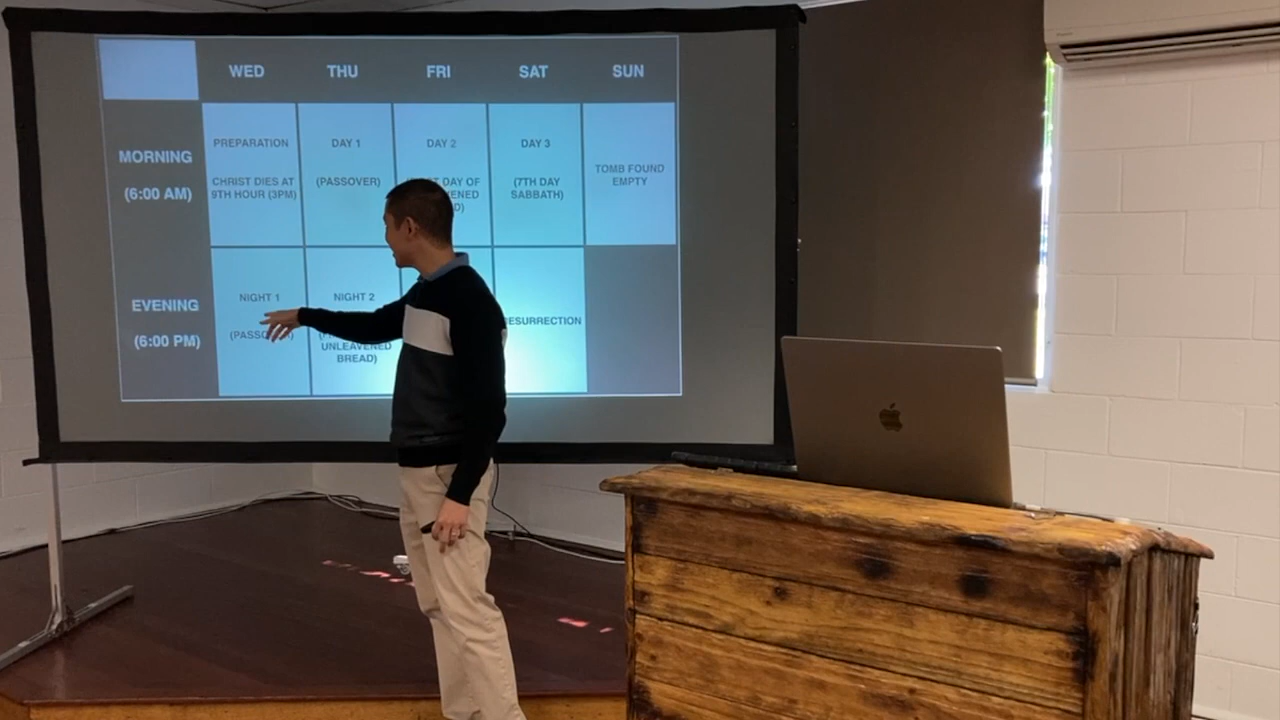 WED THU FRI SAT SUN
MORNING
(6:00 AM)
PREPARATION
CHRIST DIES AT
9TH HOUR (3PM)
DAY 1
(PASSOVER)
DAY 2
DAY OF
DAY 3
(7TH DAY
SABBATH)
TOMB FOUND
EMPTY
EVENING
(6:00 PM)
NIGHT 1
NIGHT 2
UNLEAVENED
BREAD)